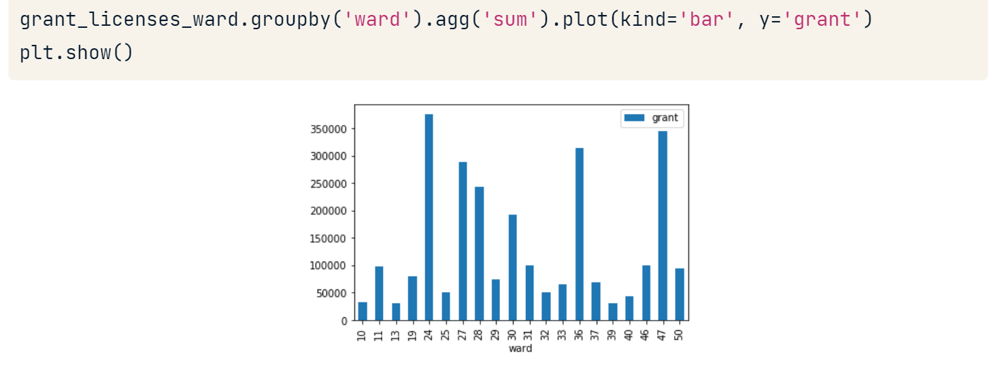 grant_licenses_ward.groupby('ward').agg('sum').plot(kind='bar', y='grant')
plt.show()
grant
350000
300000
250000
200000
150000
100000
50000
0
10 11 13 19 24 25 27 28 29 30 31 32 33 36 37 39 40 46 47 50
ward